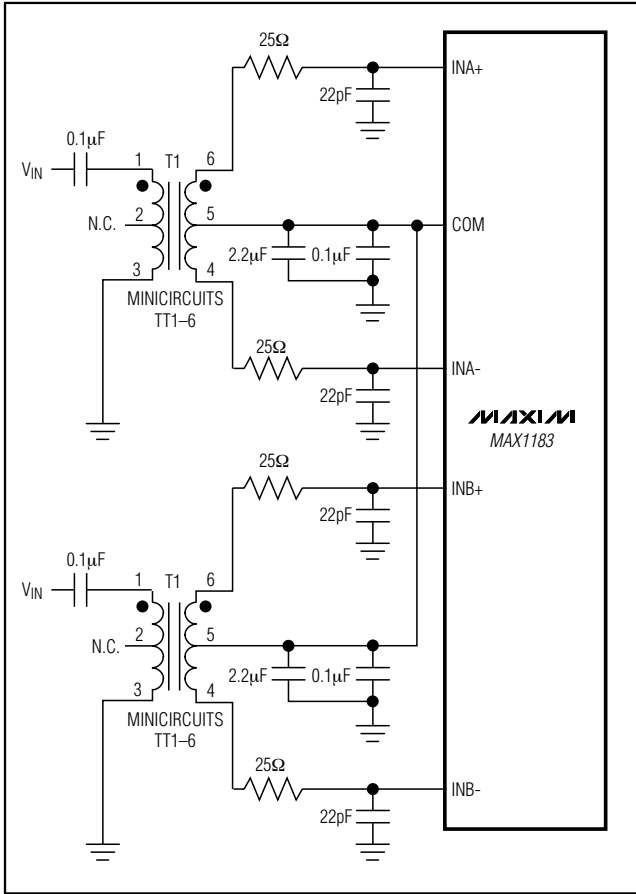 25Ω
INA+
22pF
0.1µF
VIN
1
T1
6
N.C.
2
5
COM
2.2µF
0.1µF
3
4
MINICIRCUITS
TT1–6
25Ω
INA-
22pF
MAXIM
MAX1183
25Ω
INB+
22pF
0.1µF
VIN
1
T1
6
N.C.
2
5
2.2µF
0.1µF
3
4
MINICIRCUITS
TT1–6
25Ω
INB-
22pF